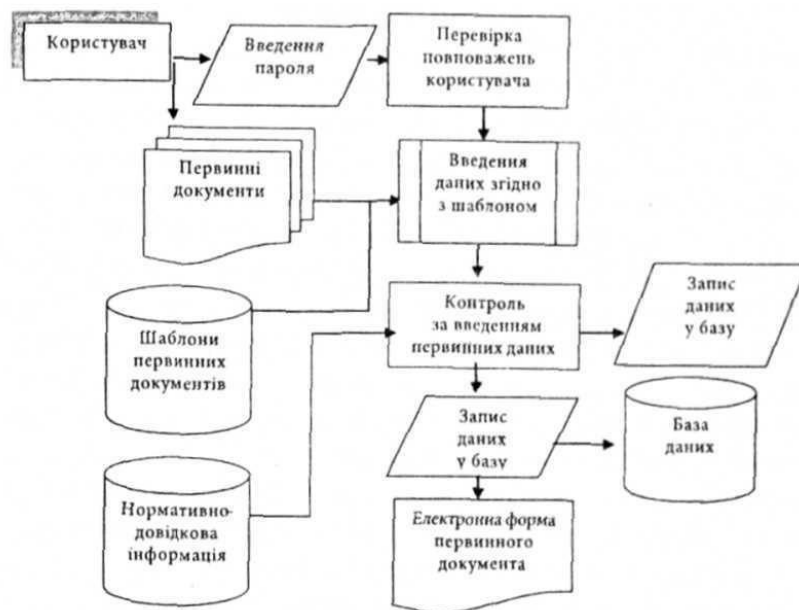 Користувач
Введення
пароля
Перевірка
повноважень
користувача
Первинні
документи
Введення
даних згідно
з шаблоном
Шаблони
первинних
документів
Контроль
за введенням
первинних даних
Запис
даних
у базу
Запис
даних
у базу
База
даних
Нормативно-
довідкова
інформація
Електронна форма
первинного
документа